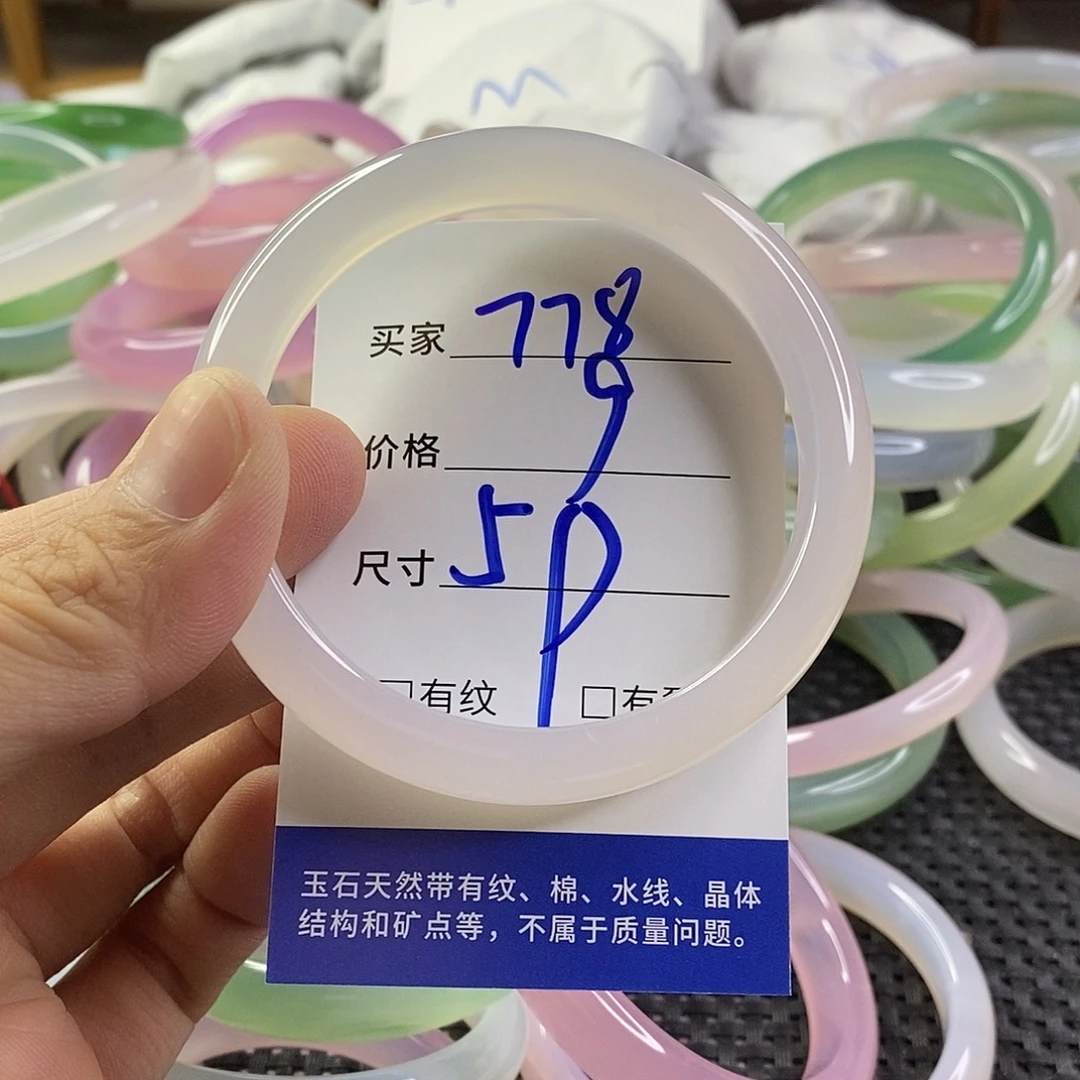 m
买家 778
价格 9
尺寸 5P
□有纹 □有
玉石天然带有纹、棉、水线、晶体
结构和矿点等，不属于质量问题。